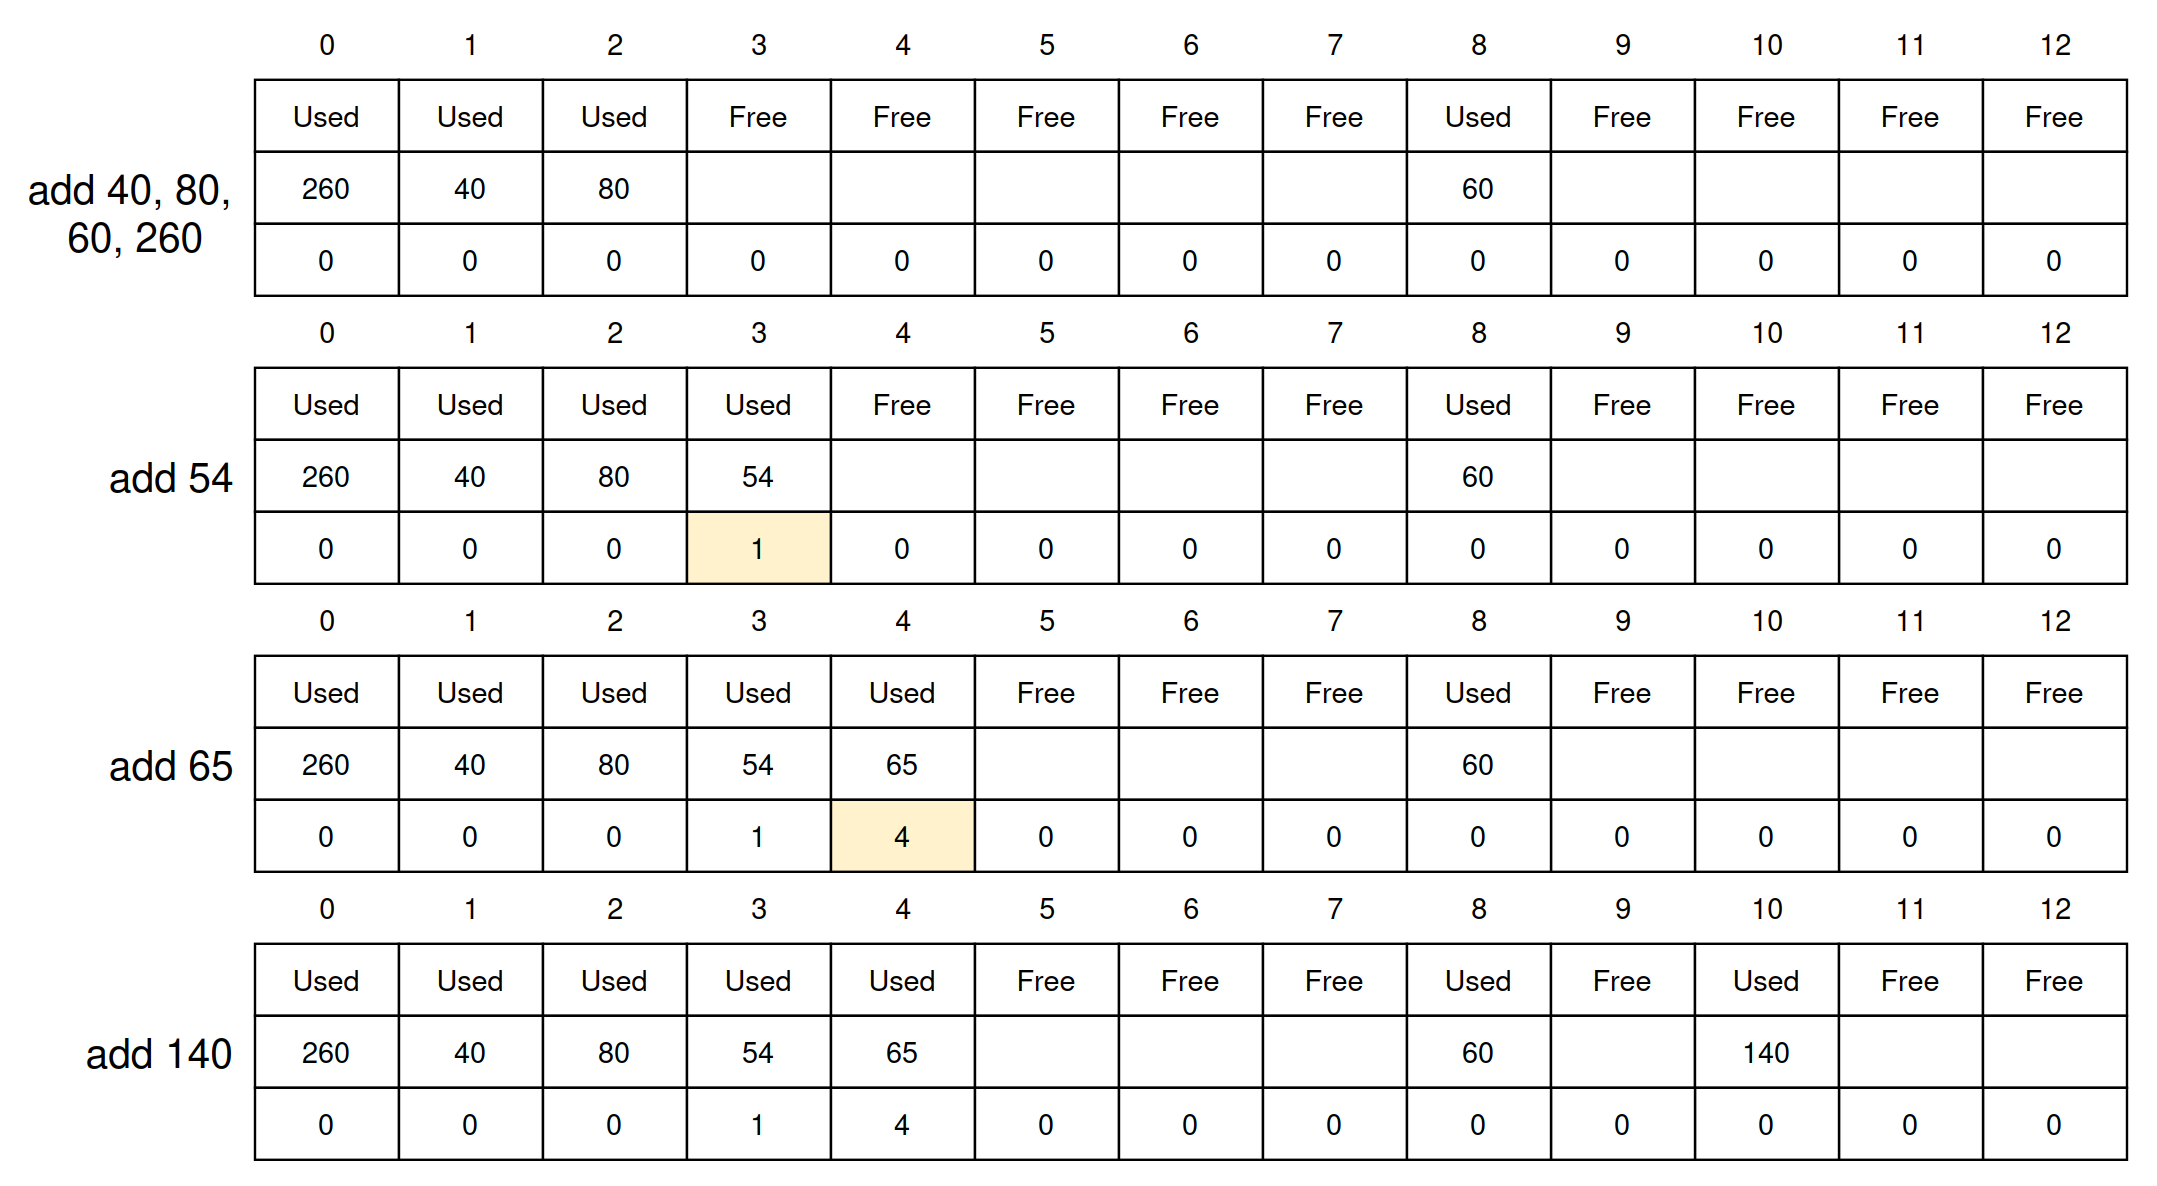 0 1 2 3 4 5 6 7 8 9 10 11 12
Used Used Used Free Free Free Free Free Used Free Free Free Free
add 40, 80,
60, 260
260 40 80 60
0 0 0 0 0 0 0 0 0 0 0 0 0
0 1 2 3 4 5 6 7 8 9 10 11 12
Used Used Used Used Free Free Free Free Used Free Free Free Free
add 54
260 40 80 54 60
0 0 0 1 0 0 0 0 0 0 0 0 0
0 1 2 3 4 5 6 7 8 9 10 11 12
Used Used Used Used Used Free Free Free Used Free Free Free Free
add 65
260 40 80 54 65 60
0 0 0 1 4 0 0 0 0 0 0 0 0
0 1 2 3 4 5 6 7 8 9 10 11 12
Used Used Used Used Used Free Free Free Used Free Used Free Free
add 140
260 40 80 54 65 60 140
0 0 0 1 4 0 0 0 0 0 0 0 0